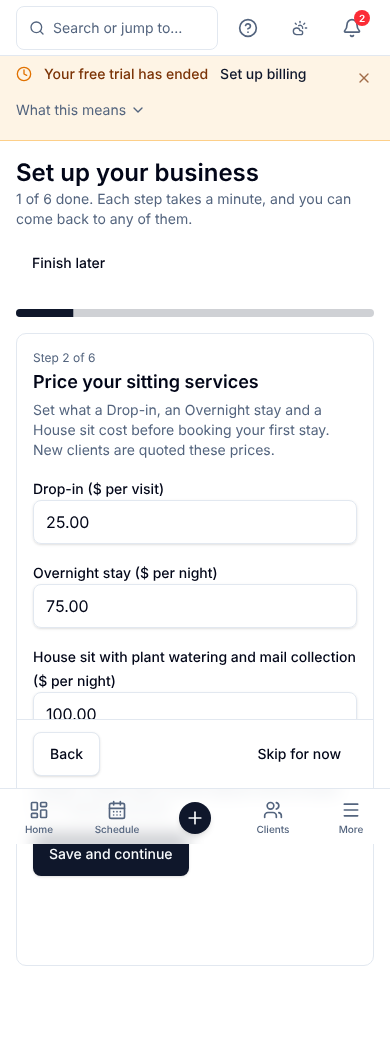 Search or jump to...
2
Your free trial has ended Set up billing
What this means
Set up your business
1 of 6 done. Each step takes a minute, and you can
come back to any of them.
Finish later
Step 2 of 6
Price your sitting services
Set what a Drop-in, an Overnight stay and a
House sit cost before booking your first stay.
New clients are quoted these prices.
Drop-in ($ per visit)
25.00
Overnight stay ($ per night)
75.00
House sit with plant watering and mail collection
($ per night)
100.00
Back
Skip for now
Home
Schedule
Clients
More
Save and continue